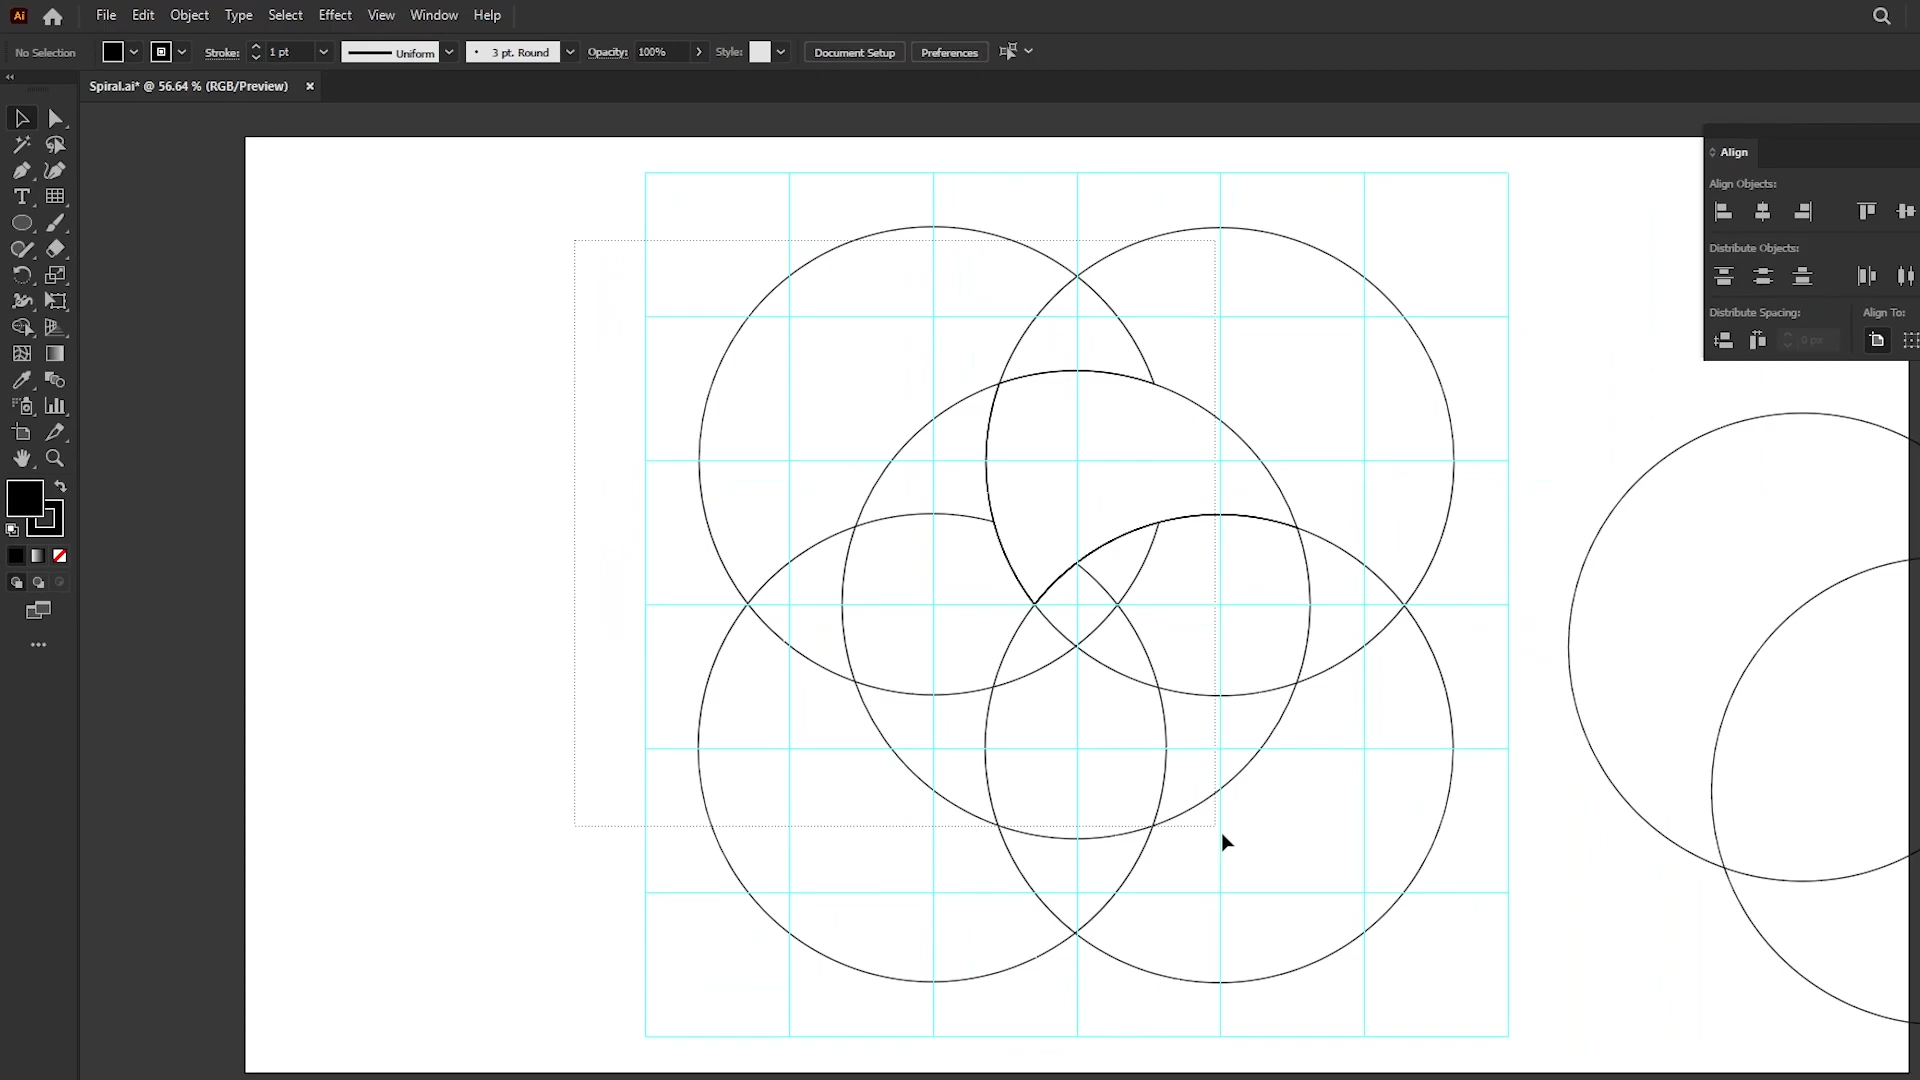 Ai File Edit Object Type Select Effect View Window Help
No Selection Stroke: 1 pt Uniform 3 pt. Round Opacity: 100% Style: Document Setup Preferences
Spiral.ai* @ 56.64 % (RGB/Preview)
Align
Align Objects:
Distribute Objects:
Distribute Spacing: Align To:
0 px